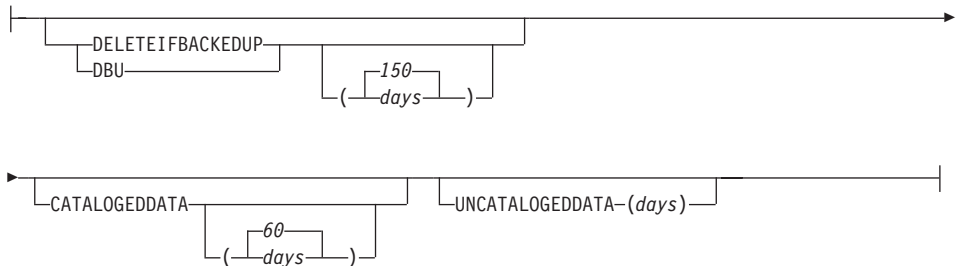 DELETEIFBACKEDUP
DBU
150
( days )
CATALOGEDDATA
60
( days )
UNCATALOGEDDATA (days)